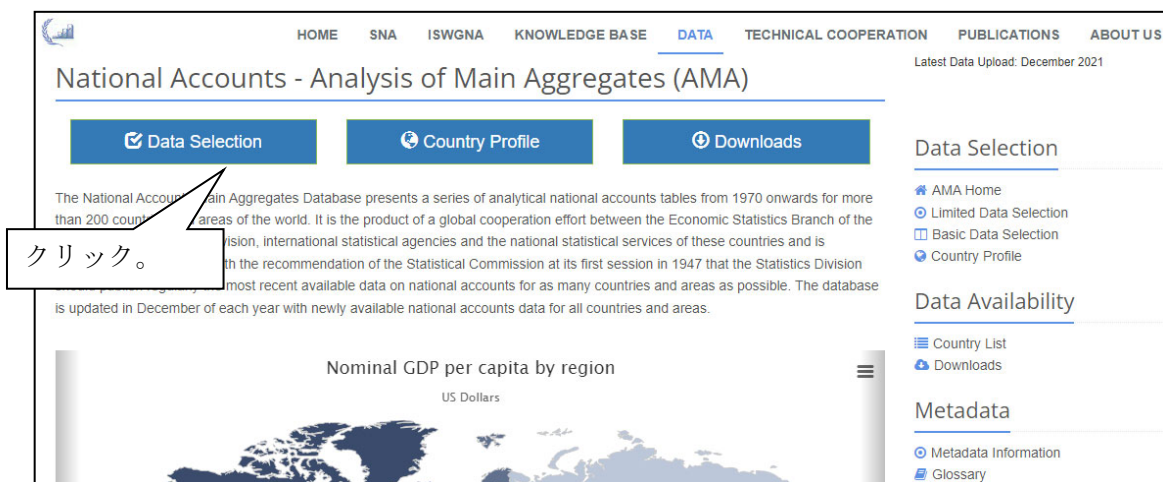 HOME SNA ISWGNA KNOWLEDGE BASE DATA TECHNICAL COOPERATION PUBLICATIONS ABOUT US
National Accounts - Analysis of Main Aggregates (AMA)
Latest Data Upload: December 2021
Data Selection Country Profile Downloads
The National Accounts Main Aggregates Database presents a series of analytical national accounts tables from 1970 onwards for more
than 200 areas of the world. It is the product of a global cooperation effort between the Economic Statistics Branch of the
international statistical agencies and the national statistical services of these countries and is
the recommendation of the Statistical Commission at its first session in 1947 that the Statistics Division
most recent available data on national accounts for as many countries and areas as possible. The database
is updated in December of each year with newly available national accounts data for all countries and areas.
クリック。
Nominal GDP per capita by region
US Dollars
Data Selection
AMA Home
Limited Data Selection
Basic Data Selection
Country Profile
Data Availability
Country List
Downloads
Metadata
Metadata Information
Glossary